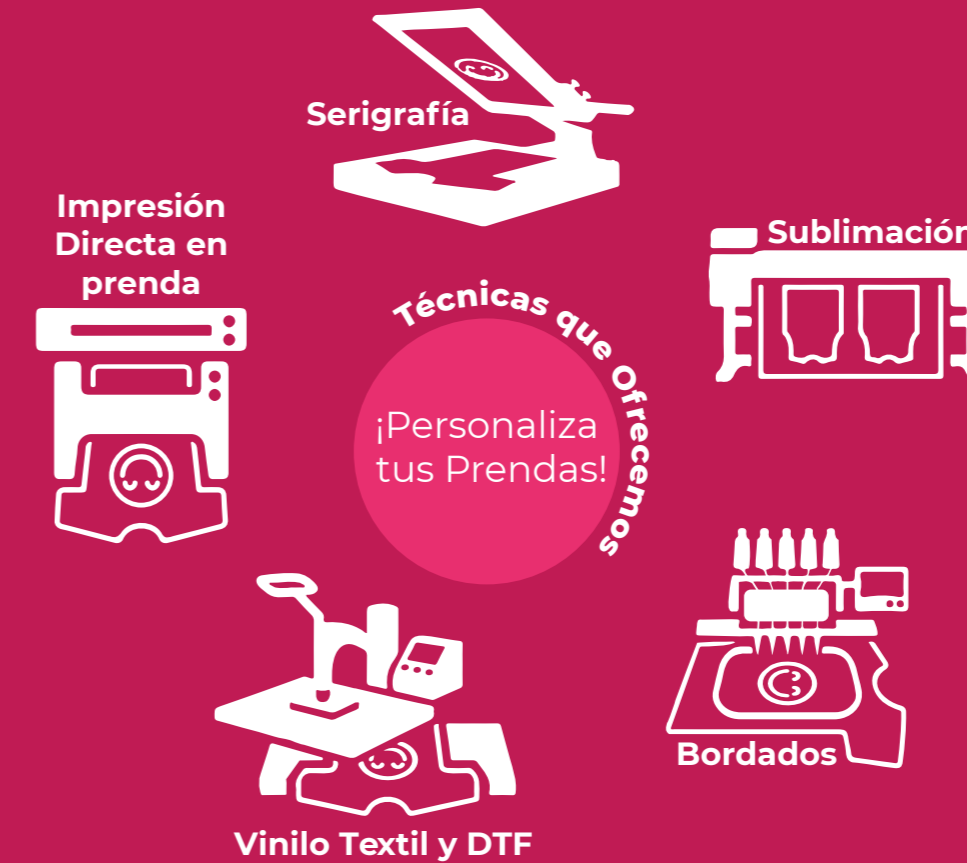 Serigrafía
Impresión
Directa en
prenda
Sublimación
Técnicas que Ofrecemos
¡Personaliza
tus Prendas!
Bordados
Vinilo Textil y DTF